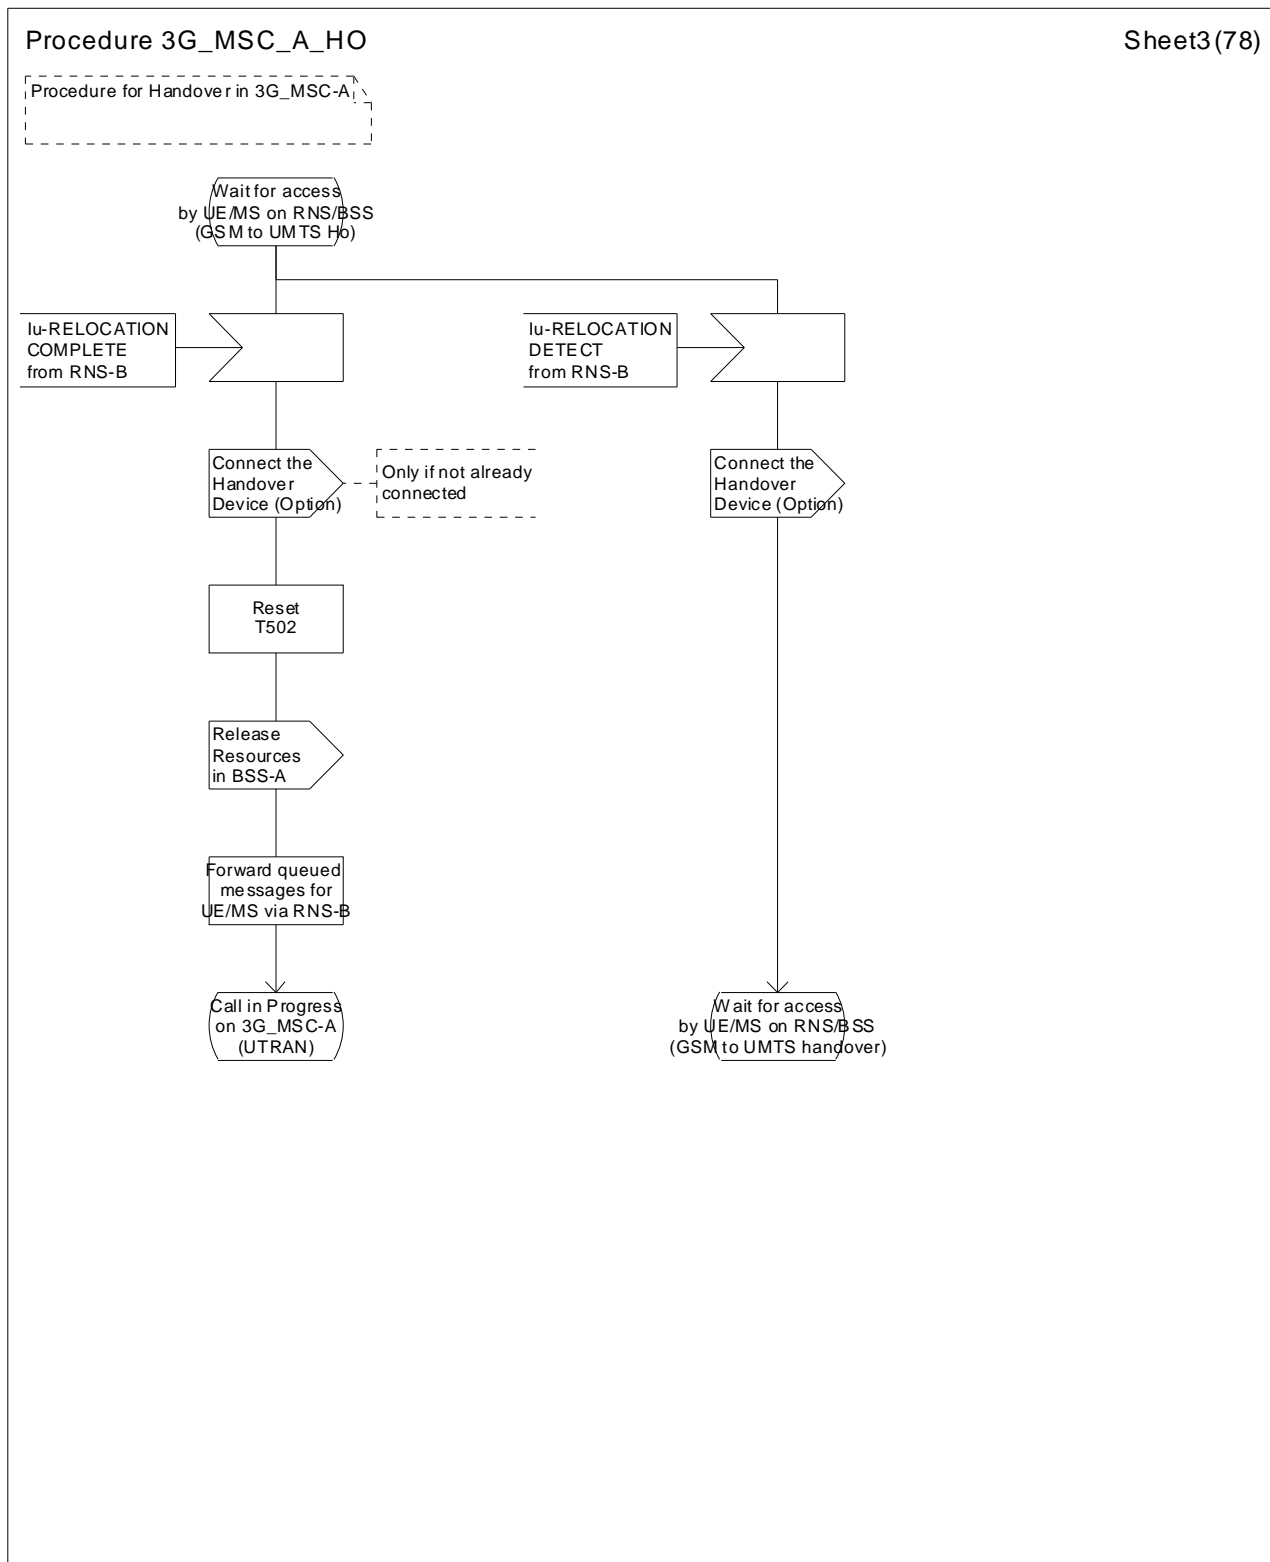 Procedure 3G_MSC_A_HO
Sheet3(78)
Procedure for Handover in 3G_MSC-A
Wait for access
by UE/MS on RNS/BSS
(GSM to UMTS Ho)
Iu-RELOCATION
COMPLETE
from RNS-B
Iu-RELOCATION
DETECT
from RNS-B
Connect the
Handover
Device (Option)
Only if not already
connected
Connect the
Handover
Device (Option)
Reset
T502
Release
Resources
in BSS-A
Forward queued
messages for
UE/MS via RNS-B
Call in Progress
on 3G_MSC-A
(UTRAN)
Wait for access
by UE/MS on RNS/BSS
(GSM to UMTS handover)